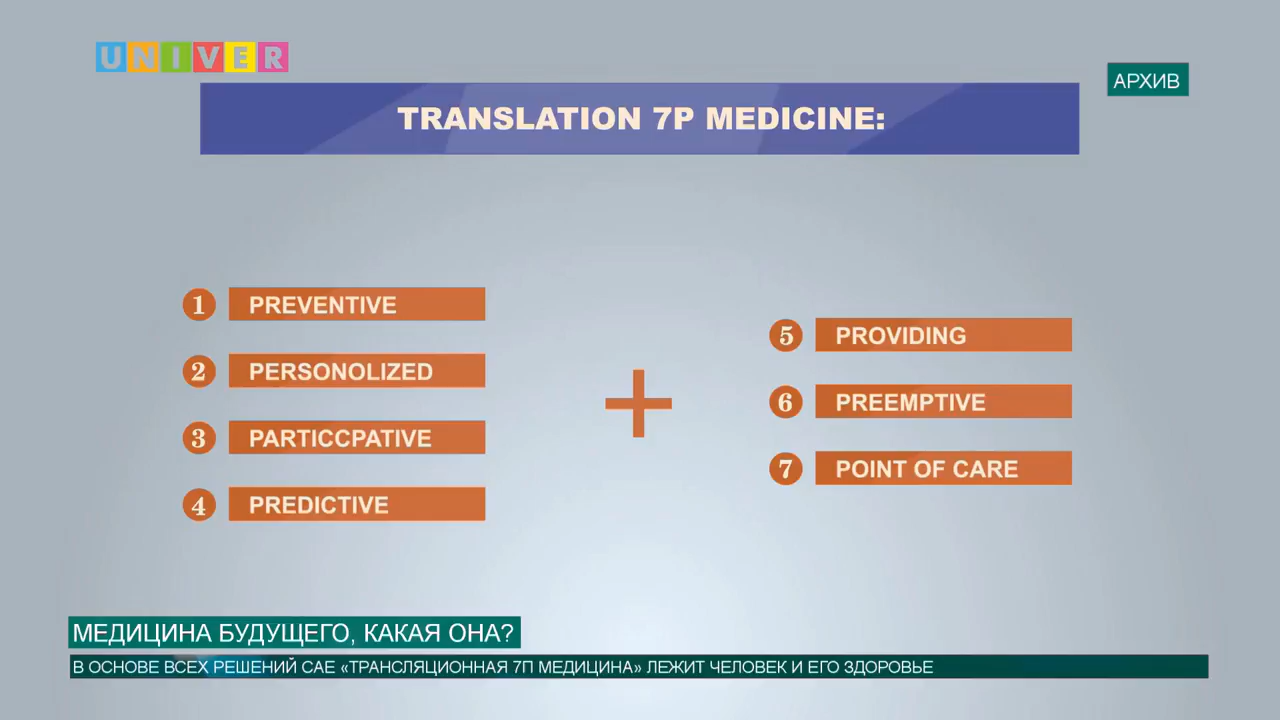 UNIVER
АРХИВ
TRANSLATION 7P MEDICINE:
1 PREVENTIVE
2 PERSONOLIZED
3 PARTICCPATIVE
4 PREDICTIVE
5 PROVIDING
6 PREEMPTIVE
7 POINT OF CARE
МЕДИЦИНА БУДУЩЕГО, КАКАЯ ОНА?
В ОСНОВЕ ВСЕХ РЕШЕНИЙ САЕ «ТРАНСЛЯЦИОННАЯ 7П МЕДИЦИНА» ЛЕЖИТ ЧЕЛОВЕК И ЕГО ЗДОРОВЬЕ